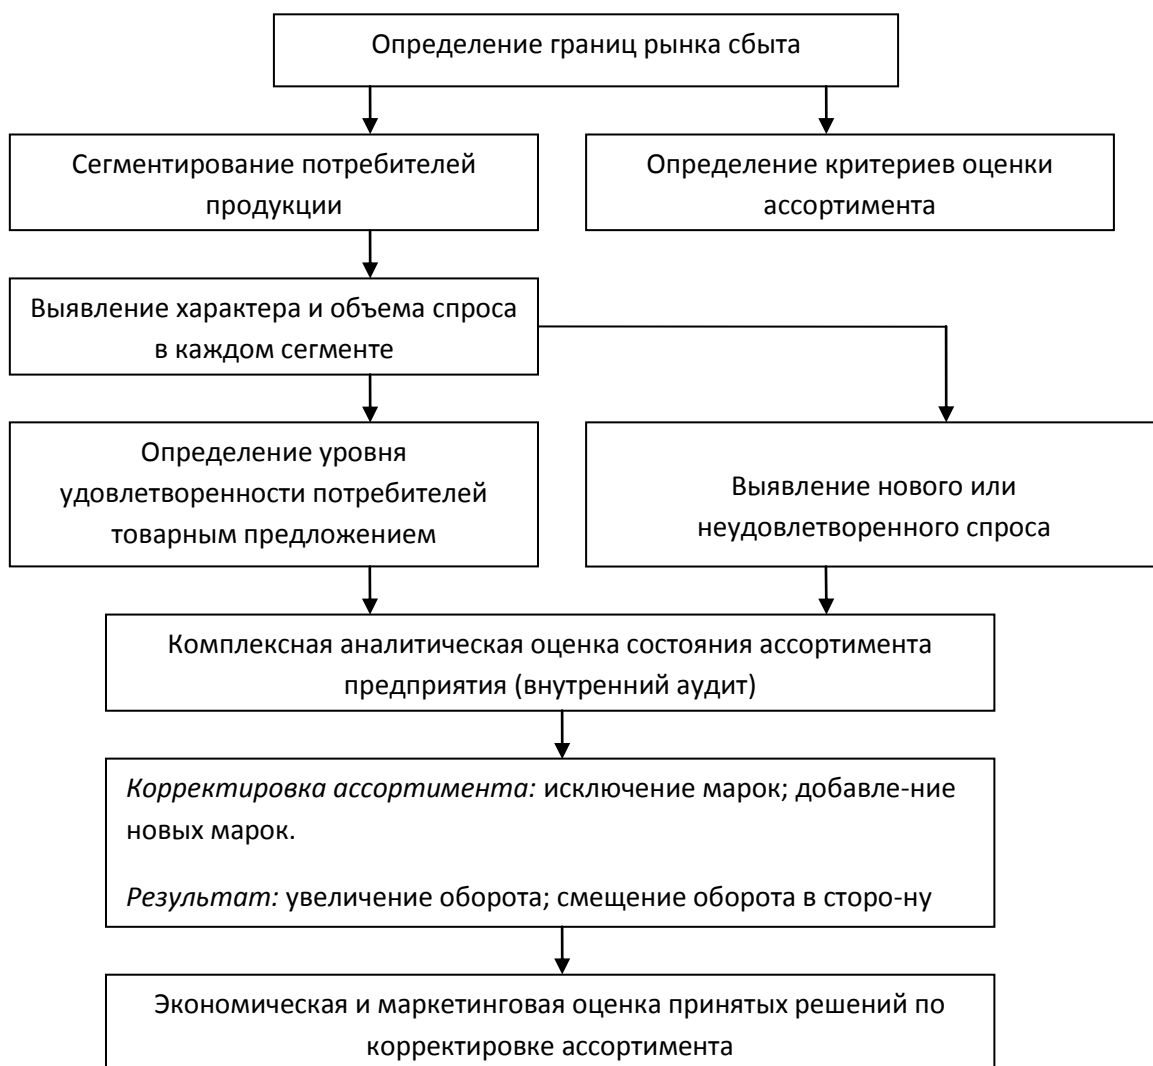 Определение границ рынка сбыта
Сегментирование потребителей
продукции
Определение критериев оценки
ассортимента
Выявление характера и объема спроса
в каждом сегменте
Определение уровня
удовлетворенности потребителей
товарным предложением
Выявление нового или
неудовлетворенного спроса
Комплексная аналитическая оценка состояния ассортимента
предприятия (внутренний аудит)
Корректировка ассортимента: исключение марок; добавле-ние
новых марок.
Результат: увеличение оборота; смещение оборота в сторо-ну
Экономическая и маркетинговая оценка принятых решений по
корректировке ассортимента